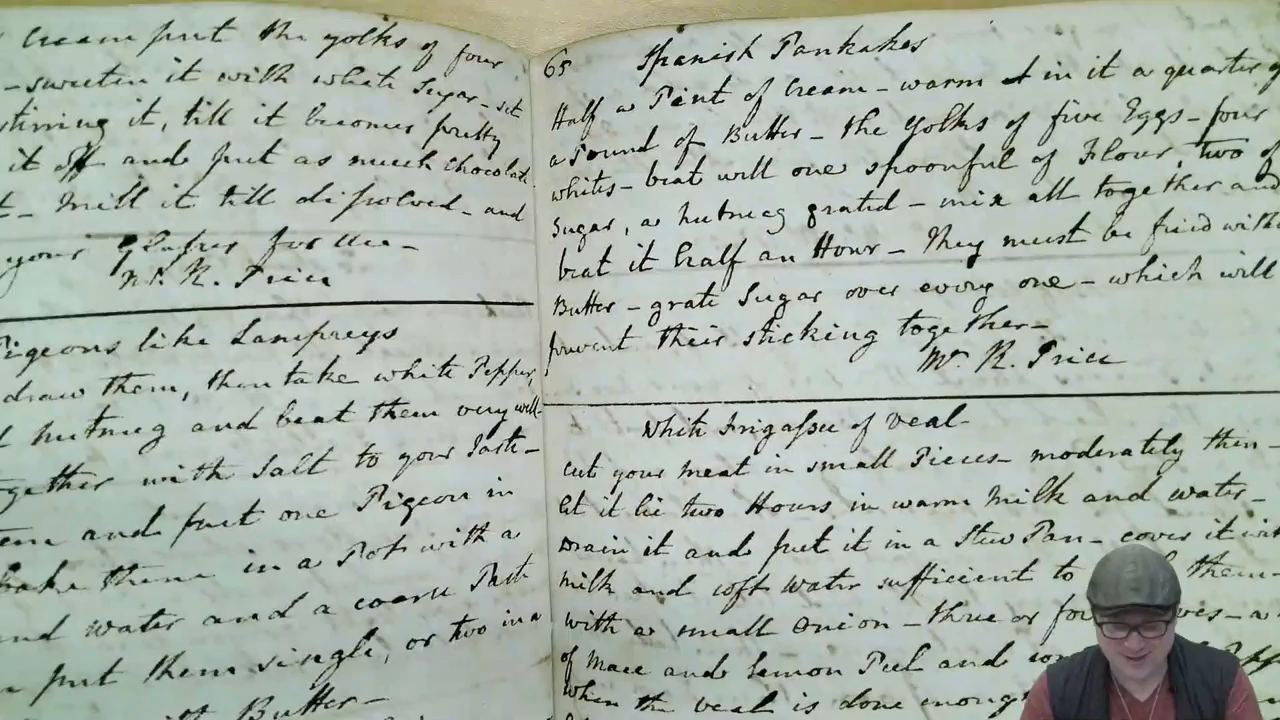 Cream put the yolks of four
- sweeten it with white Sugar - set
stirring it, till it becomes pretty
it off and put as much Chocolate
- Mill it till dissolved - and
your Glasses for use -
Mr. R. Price
Pigeons like Lampreys
draw them, then take white Pepper,
nutmeg and beat them very well -
together with Salt to your taste -
and put one Pigeon in
bake them in a Pot with a
and water and a coarse Paste
put them single, or two in a
Butter -
65 Spanish Pankakes
Half a Pint of Cream - warm it in it a quarter of
a Pound of Butter - the yolks of five Eggs - four
whites - beat well one spoonful of Flour, two of
Sugar, a nutmeg grated - mix all together and
beat it half an Hour - They must be fried with
Butter - grate Sugar over every one - which will
prevent their sticking together -
Mr. R. Price
White Frigassee of Veal -
Cut your meat in small Pieces - moderately then -
let it lie two Hours in warm Milk and water -
Drain it and put it in a Stew Pan - cover it with
Milk and soft water sufficient to them -
with a small Onion - three or four - a
of Mace and Lemon Peel and
When the veal is done enough